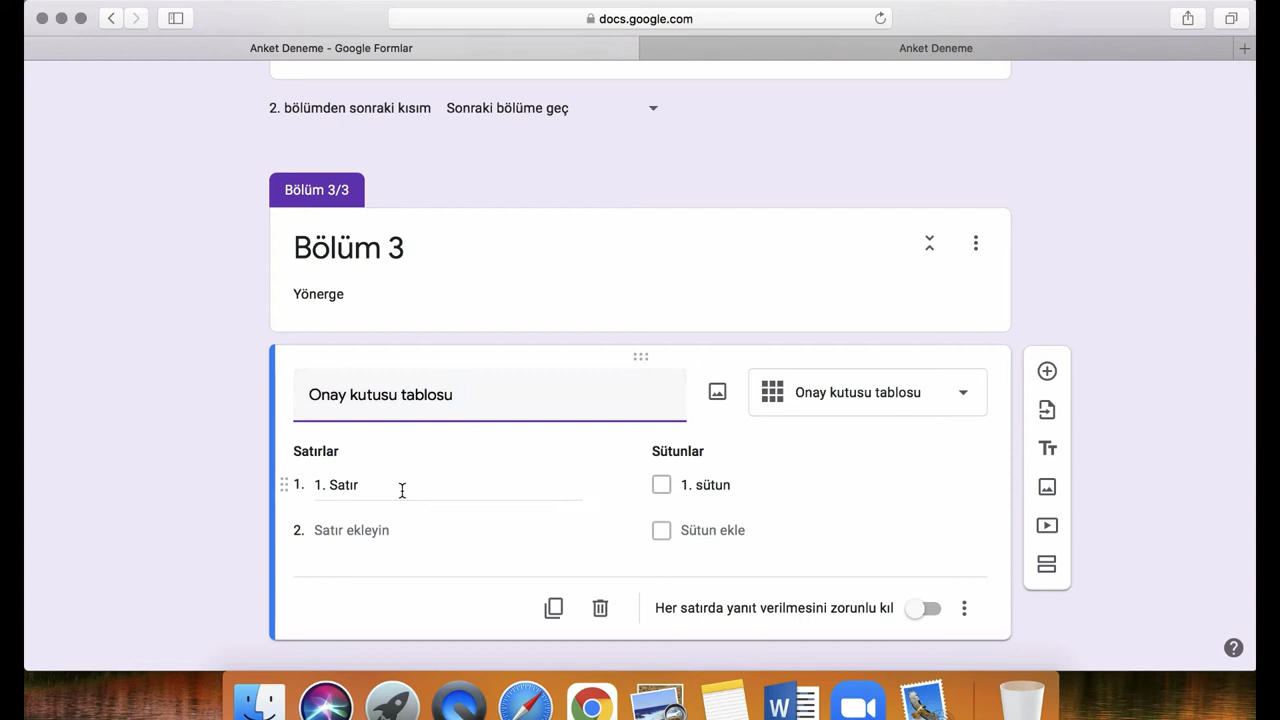 docs.google.com
Anket Deneme - Google Formlar
Anket Deneme
2. bölümden sonraki kısım Sonraki bölüme geç
Bölüm 3/3
Bölüm 3
Yönerge
Onay kutusu tablosu
Onay kutusu tablosu
Satırlar
Sütunlar
1. 1. Satır
1. sütun
2. Satır ekleyin
Sütun ekle
Her satırda yanıt verilmesini zorunlu kıl